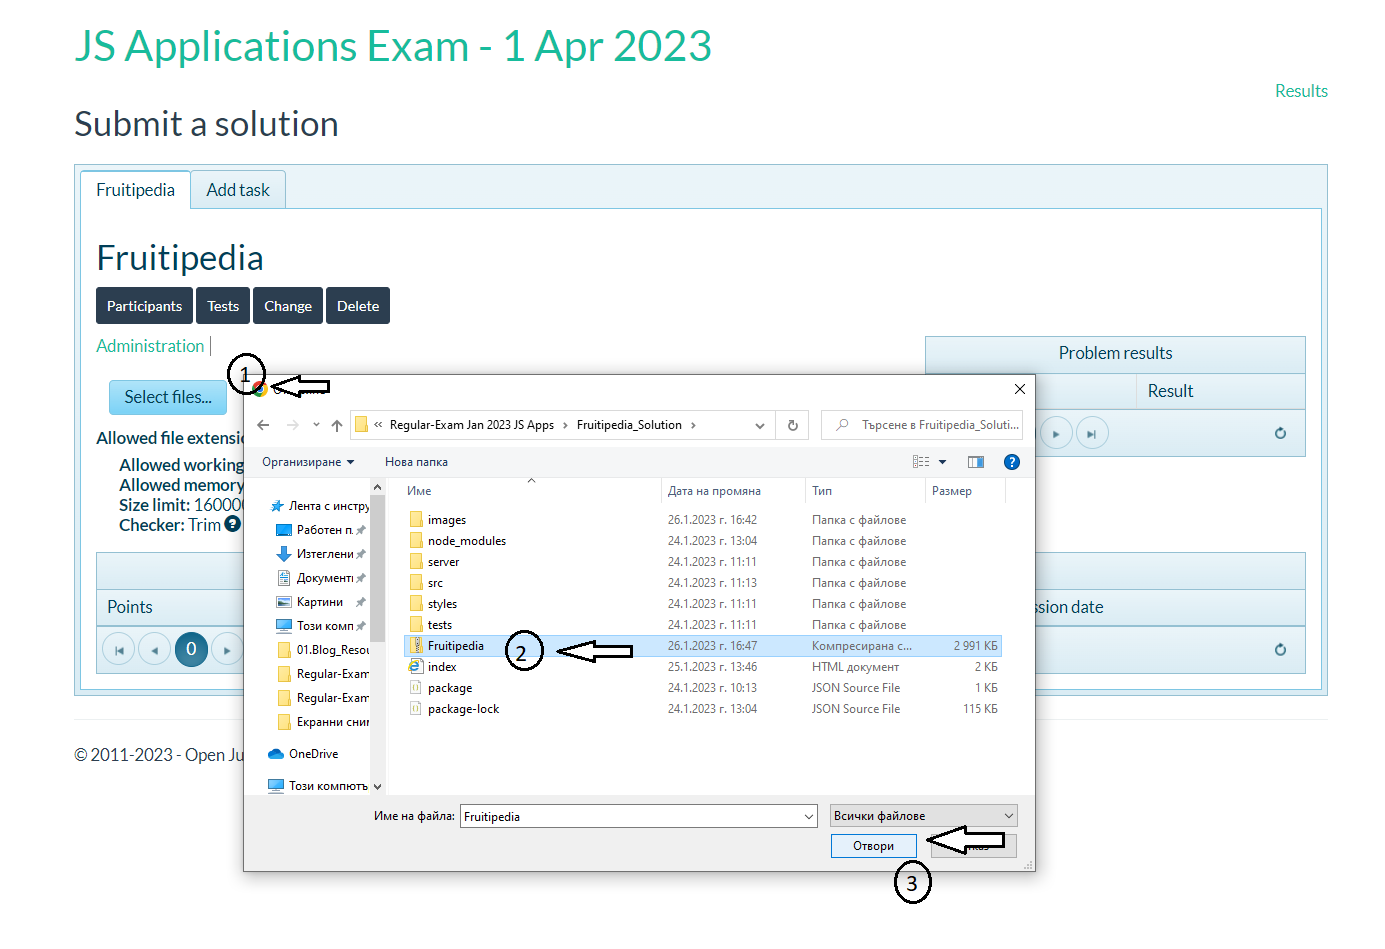 JS Applications Exam - 1 Apr 2023
Results
Submit a solution
Fruitipedia Add task
Fruitipedia
Participants Tests Change Delete
Administration |
Problem results
1
Select files...
Result
« Regular-Exam Jan 2023 JS Apps › Fruitipedia_Solution ›
Търсене в Fruitipedia_Soluti...
Allowed file extensi
Организиране Нова папка
Allowed working
Allowed memory
Size limit: 16000
Checker: Trim
Име Дата на промяна Тип Размер
Лента с инстру
Работен п.
Изтеглени
Документ
Картини
Този комп
01.Blog_Resou
Regular-Exam
Regular-Exam
Екранни сним
OneDrive
Този компютъ
images 26.1.2023 г. 16:42 Папка с файлове
node_modules 24.1.2023 г. 13:04 Папка с файлове
server 24.1.2023 г. 11:11 Папка с файлове
src 24.1.2023 г. 11:13 Папка с файлове
styles 24.1.2023 г. 11:11 Папка с файлове
tests 24.1.2023 г. 11:11 Папка с файлове
Fruitipedia 26.1.2023 г. 16:47 Компресирана с... 2 991 КБ
2
index 25.1.2023 г. 13:46 HTML документ 2 КБ
package 24.1.2023 г. 10:13 JSON Source File 1 КБ
package-lock 24.1.2023 г. 13:04 JSON Source File 115 КБ
Points
ssion date
0
© 2011-2023 - Open Ju
Име на файла: Fruitipedia Всички файлове
Отвори
3